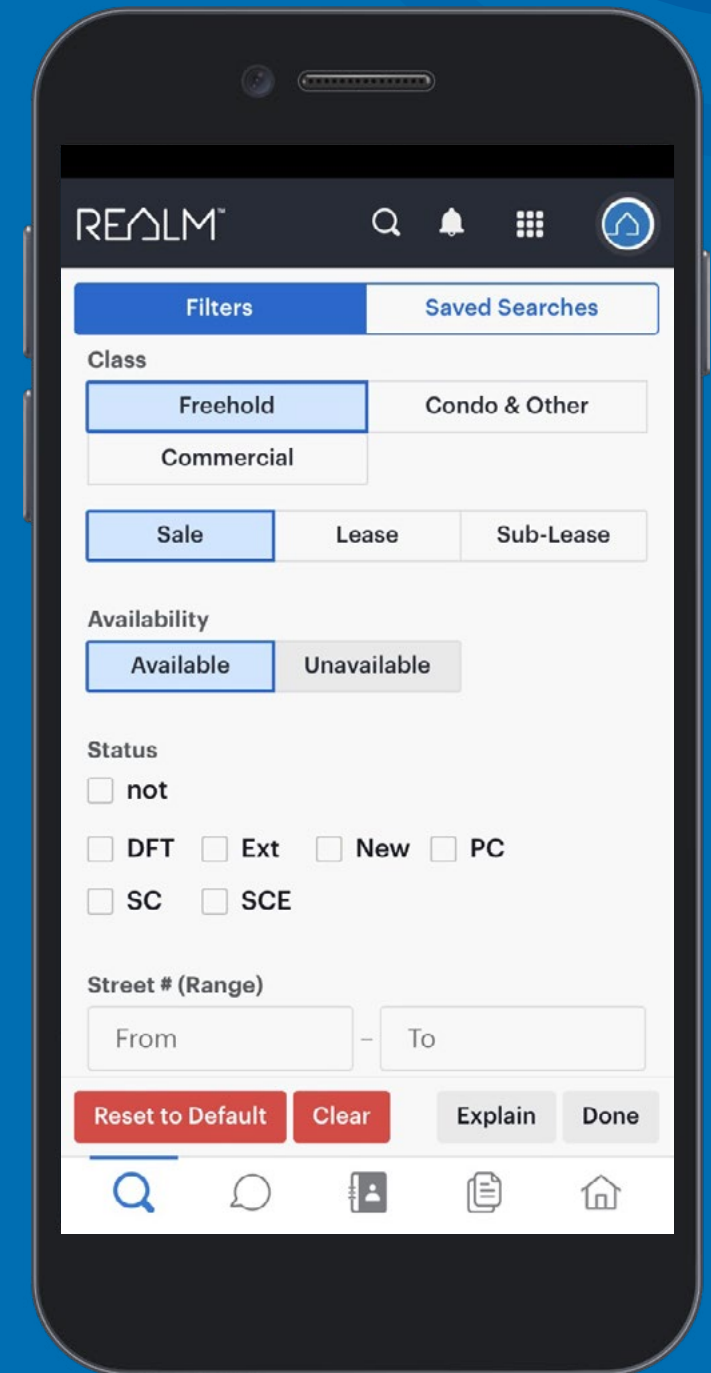 REALM™
Filters Saved Searches
Class
Freehold Condo & Other
Commercial
Sale Lease Sub-Lease
Availability
Available Unavailable
Status
not
DFT Ext New PC
SC SCE
Street # (Range)
From – To
Reset to Default Clear Explain Done